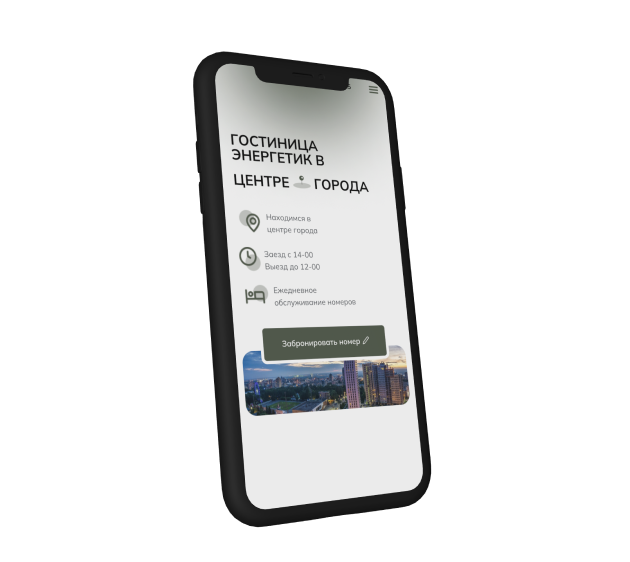 ГОСТИНИЦА
ЭНЕРГЕТИК В
ЦЕНТРЕ ГОРОДА
Находимся в
центре города
Заезд с 14-00
Выезд до 12-00
Ежедневное
обслуживание номеров
Забронировать номер